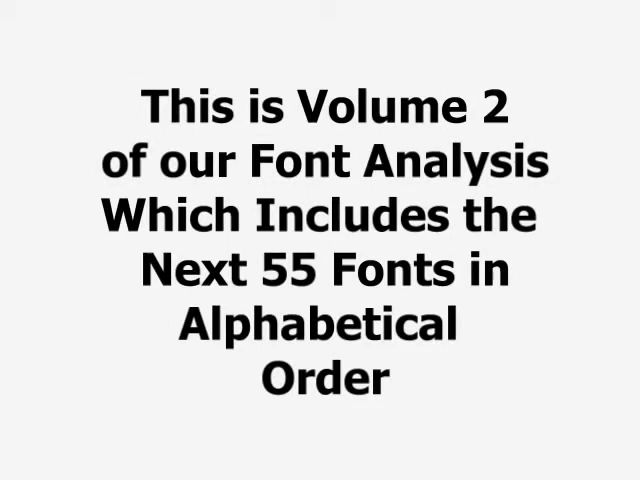 This is Volume 2
of our Font Analysis
Which Includes the
Next 55 Fonts in
Alphabetical
Order